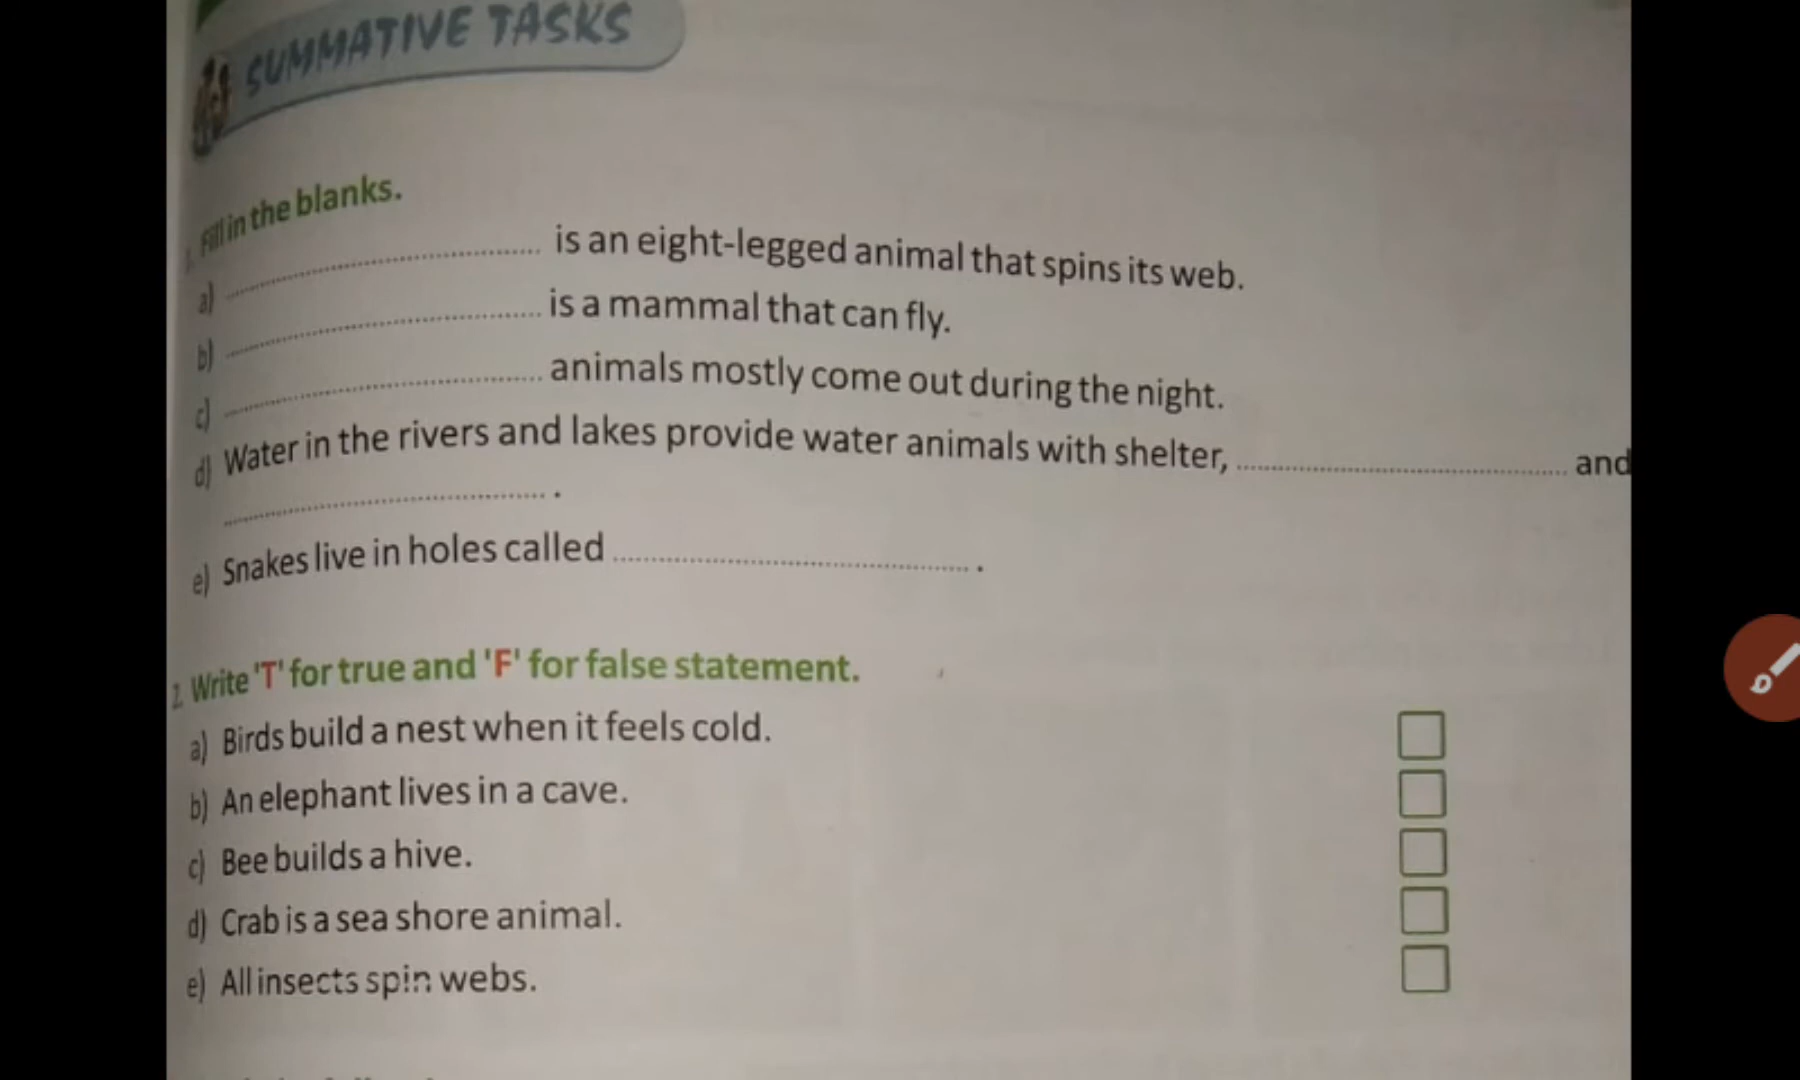 SUMMATIVE TASKS
Fill in the blanks.
a) .............................. is an eight-legged animal that spins its web.
b) .............................. is a mammal that can fly.
c) .............................. animals mostly come out during the night.
d) Water in the rivers and lakes provide water animals with shelter, .............................. and
.............................. .
e) Snakes live in holes called .............................. .
2. Write 'T' for true and 'F' for false statement.
a) Birds build a nest when it feels cold.
b) An elephant lives in a cave.
c) Bee builds a hive.
d) Crab is a sea shore animal.
e) All insects spin webs.